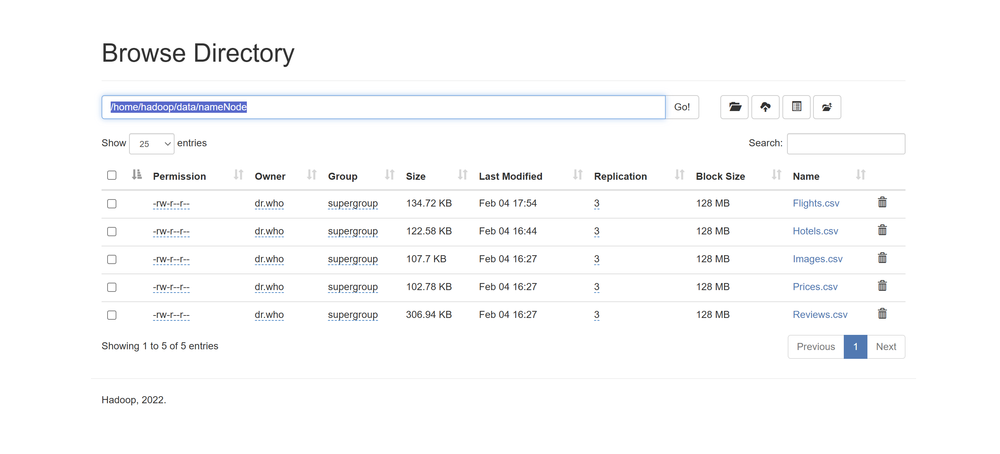 Browse Directory
/home/hadoop/data/nameNode Go!
Show 25 entries Search:
Permission Owner Group Size Last Modified Replication Block Size Name
-rw-r--r-- dr.who supergroup 134.72 KB Feb 04 17:54 3 128 MB Flights.csv
-rw-r--r-- dr.who supergroup 122.58 KB Feb 04 16:44 3 128 MB Hotels.csv
-rw-r--r-- dr.who supergroup 107.7 KB Feb 04 16:27 3 128 MB Images.csv
-rw-r--r-- dr.who supergroup 102.78 KB Feb 04 16:27 3 128 MB Prices.csv
-rw-r--r-- dr.who supergroup 306.94 KB Feb 04 16:27 3 128 MB Reviews.csv
Showing 1 to 5 of 5 entries Previous 1 Next
Hadoop, 2022.